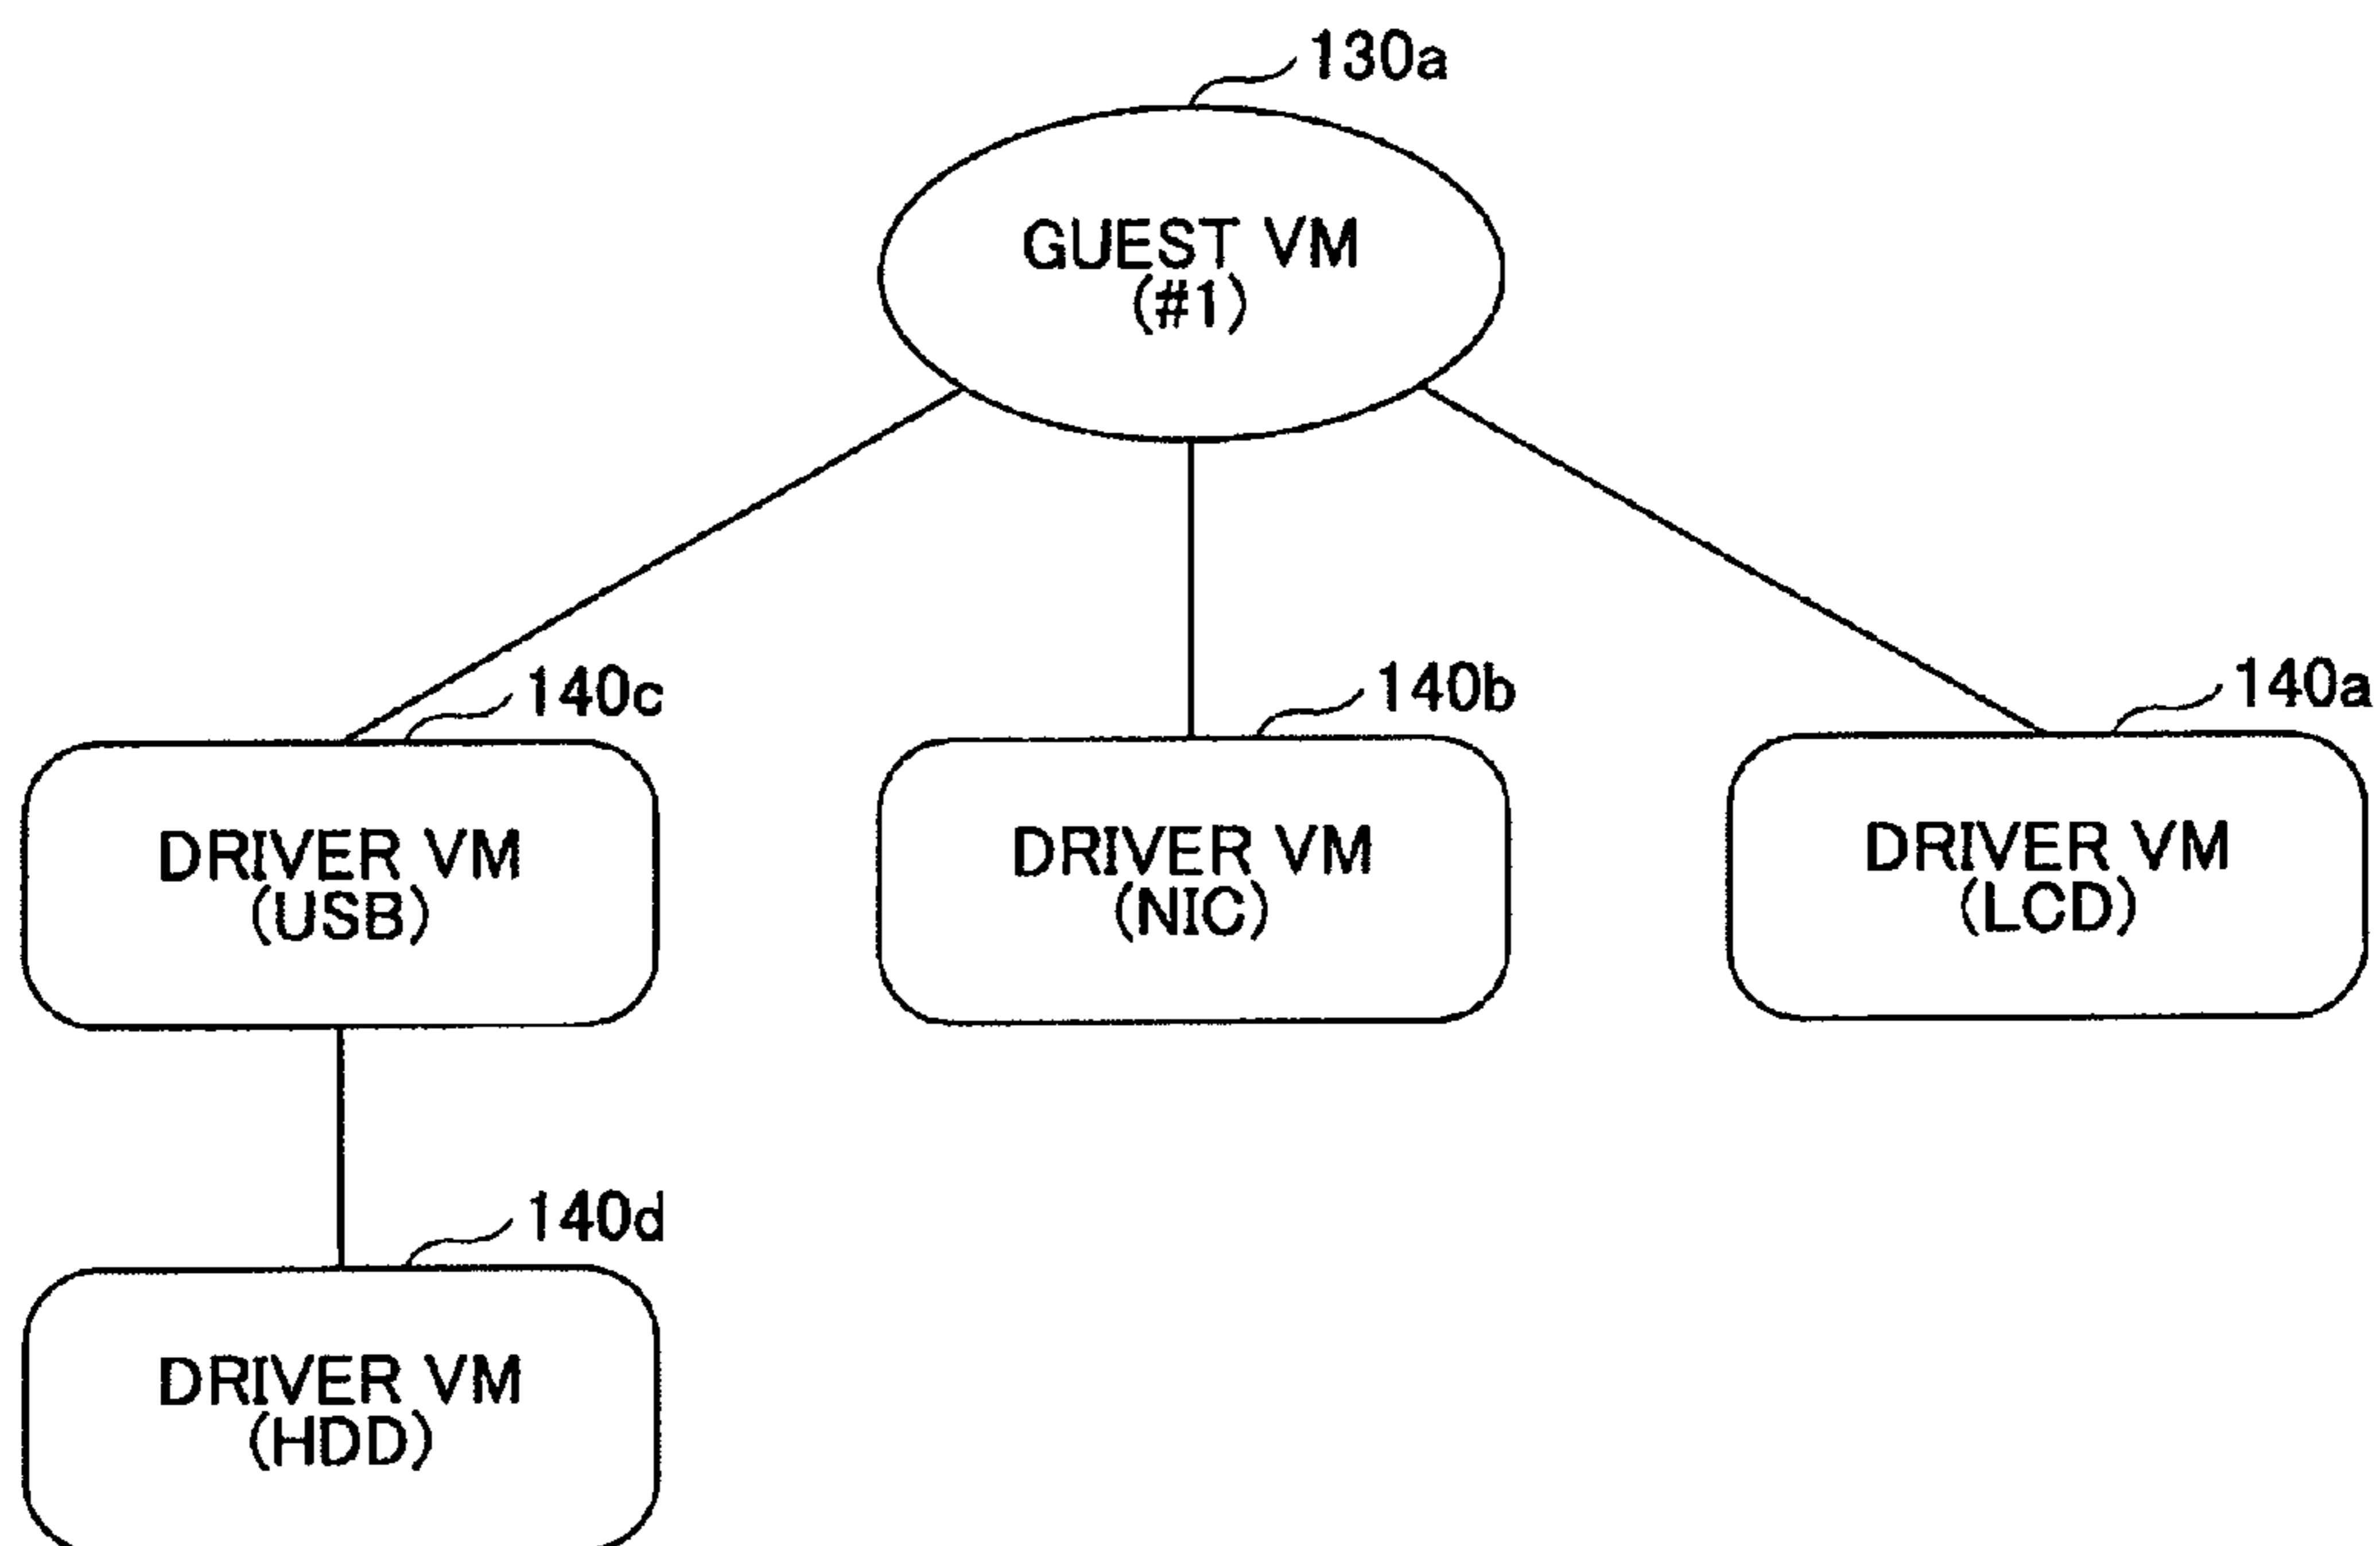 130a
GUEST VM
(#1)
140c
140b
140a
DRIVER VM
(USB)
DRIVER VM
(NIC)
DRIVER VM
(LCD)
140d
DRIVER VM
(HDD)